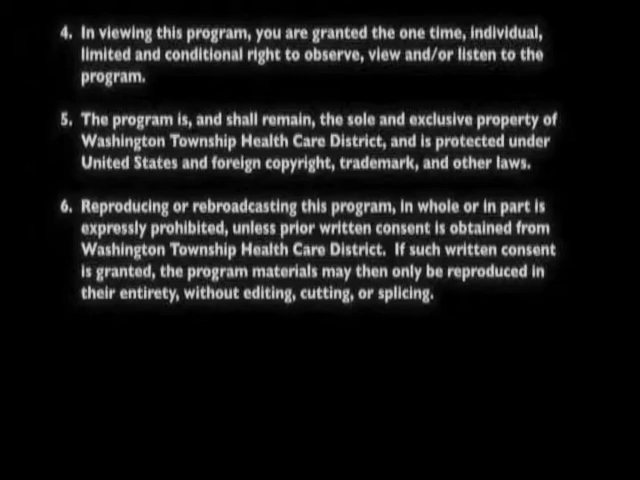 4. In viewing this program, you are granted the one time, individual,
limited and conditional right to observe, view and/or listen to the
program.
5. The program is, and shall remain, the sole and exclusive property of
Washington Township Health Care District, and is protected under
United States and foreign copyright, trademark, and other laws.
6. Reproducing or rebroadcasting this program, in whole or in part is
expressly prohibited, unless prior written consent is obtained from
Washington Township Health Care District. If such written consent
is granted, the program materials may then only be reproduced in
their entirety, without editing, cutting, or splicing.